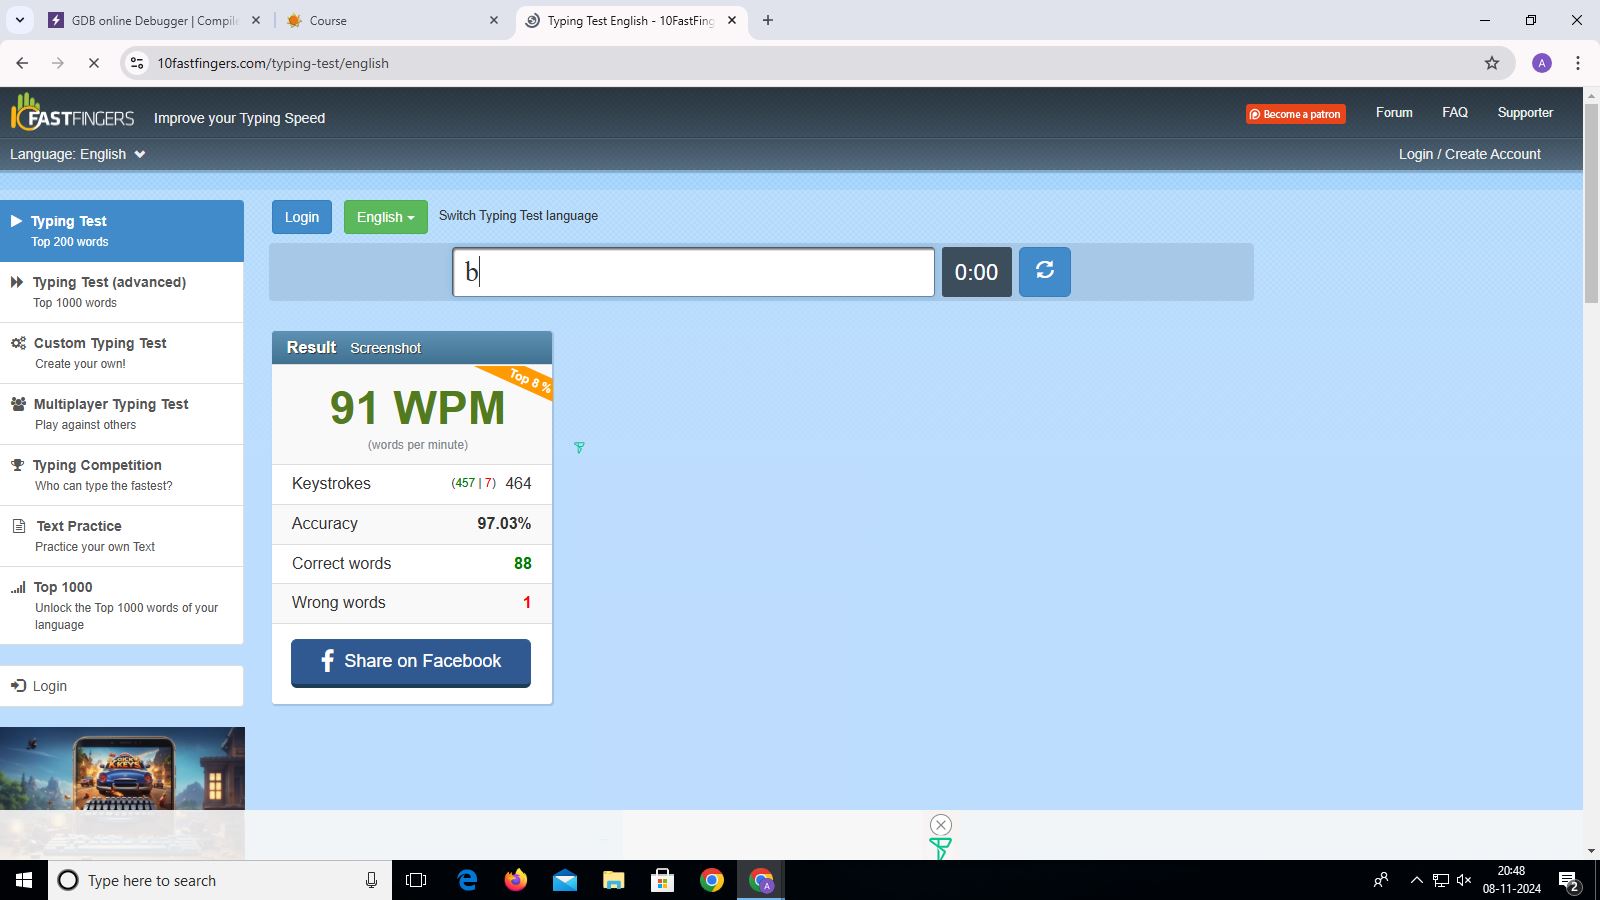 GDB online Debugger | Compile
Course
Typing Test English - 10FastFing
10fastfingers.com/typing-test/english
A
10FASTFINGERS
Improve your Typing Speed
Become a patron
Forum
FAQ
Supporter
Language: English
Login / Create Account
Typing Test
Top 200 words
Typing Test (advanced)
Top 1000 words
Custom Typing Test
Create your own!
Multiplayer Typing Test
Play against others
Typing Competition
Who can type the fastest?
Text Practice
Practice your own Text
Top 1000
Unlock the Top 1000 words of your
language
Login
Login
English
Switch Typing Test language
b
0:00
Result Screenshot
Top 8 %
91 WPM
(words per minute)
Keystrokes (457 | 7) 464
Accuracy 97.03%
Correct words 88
Wrong words 1
Share on Facebook
Type here to search
A
20:48
08-11-2024
2